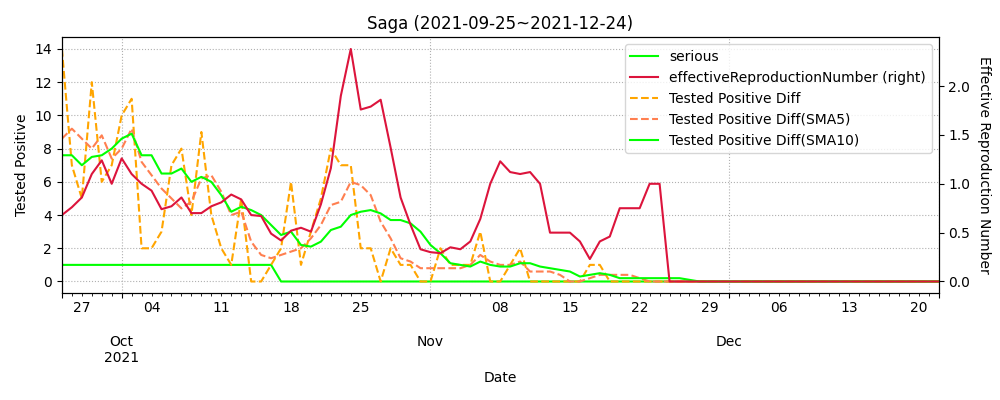 Saga (2021-09-25~2021-12-24)
serious
effectiveReproductionNumber (right)
Tested Positive Diff
Tested Positive Diff(SMA5)
Tested Positive Diff(SMA10)
Tested Positive
14
12
10
8
6
4
2
0
Effective Reproduction Number
2.0
1.5
1.0
0.5
0.0
27 04 11 18 25 08 15 22 29 06 13 20
Oct Nov Dec
2021
Date